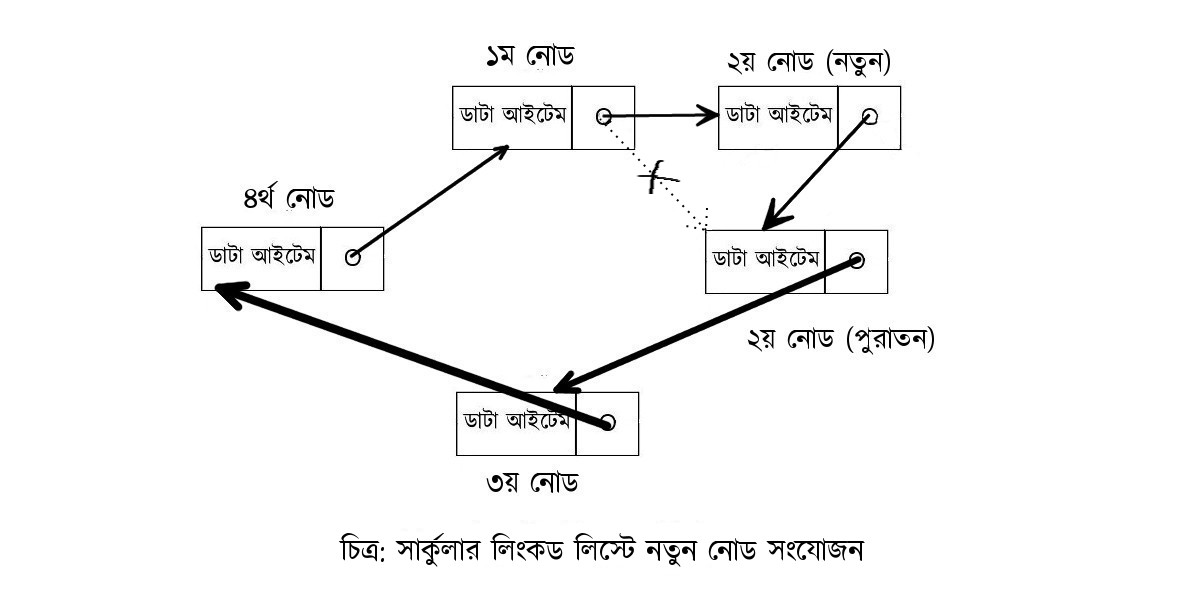 ১ম নোড
২য় নোড (নতুন)
ডাটা আইটেম
ডাটা আইটেম
৪র্থ নোড
ডাটা আইটেম
ডাটা আইটেম
২য় নোড (পুরাতন)
ডাটা আইটেম
৩য় নোড
চিত্র: সার্কুলার লিংকড লিস্টে নতুন নোড সংযোজন